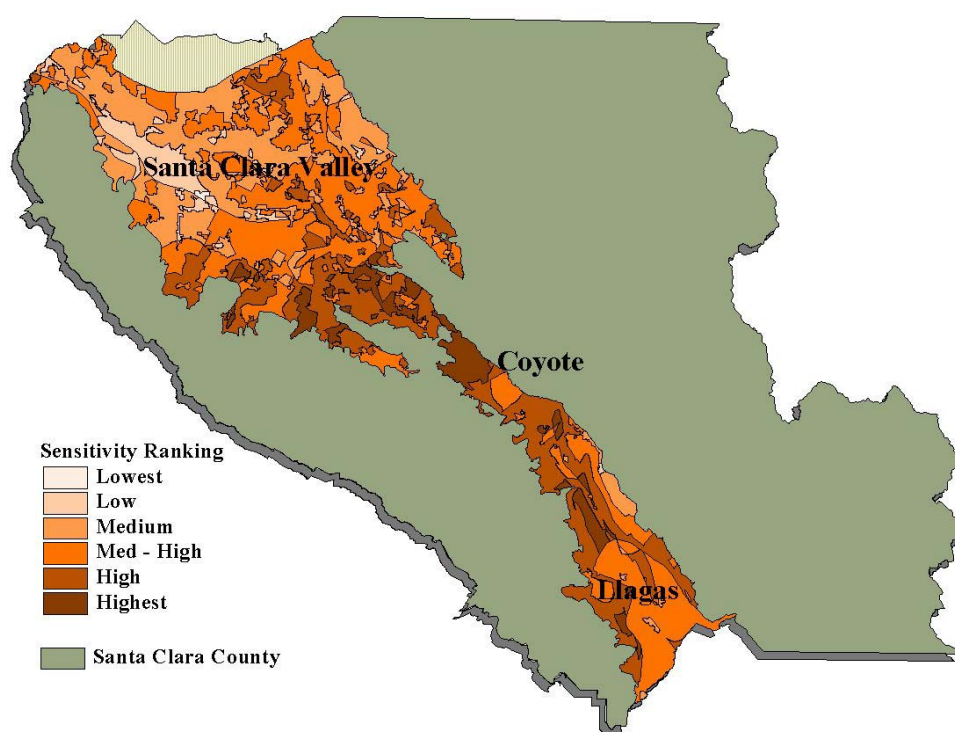 Santa Clara Valley
Coyote
Sensitivity Ranking
Lowest
Low
Medium
Med - High
High
Highest
Llagas
Santa Clara County